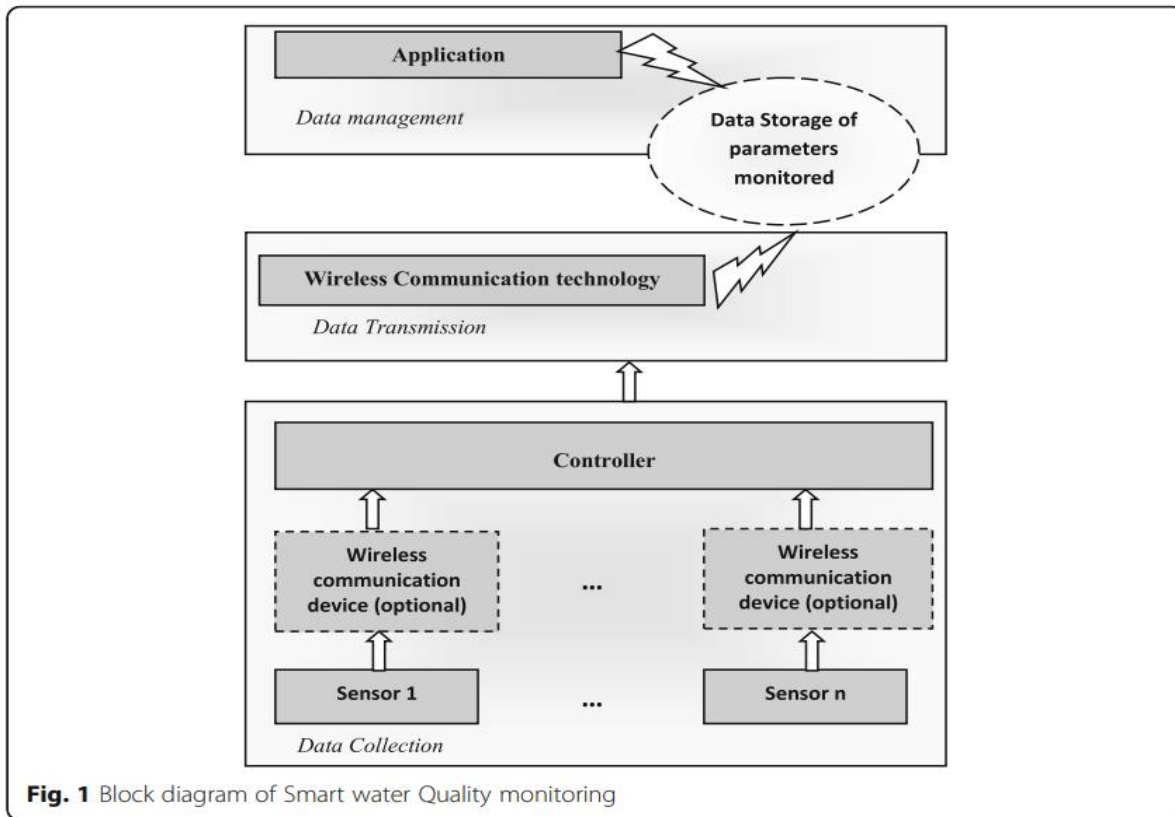 Application
Data management
Data Storage of
parameters
monitored
Wireless Communication technology
Data Transmission
Controller
Wireless
communication
device (optional)
...
Wireless
communication
device (optional)
Sensor 1
...
Sensor n
Data Collection
Fig. 1 Block diagram of Smart water Quality monitoring